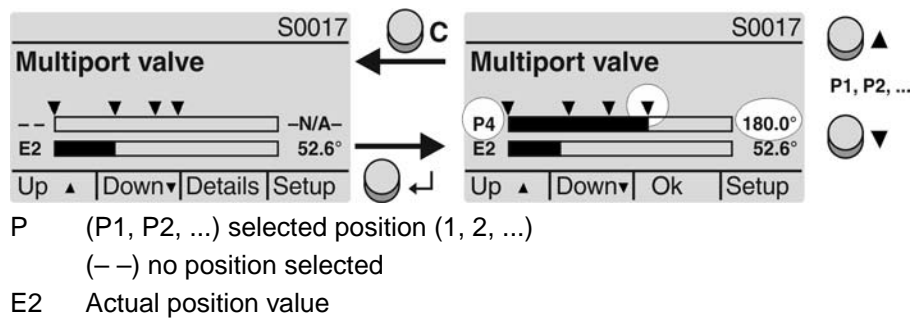 S0017
Multiport valve
– –
–N/A–
E2
52.6°
Up ▲ Down▼ Details Setup
C
S0017
Multiport valve
P4
180.0°
E2
52.6°
Up ▲ Down▼ Ok Setup
P1, P2, ...
P (P1, P2, ...) selected position (1, 2, ...)
(– –) no position selected
E2 Actual position value